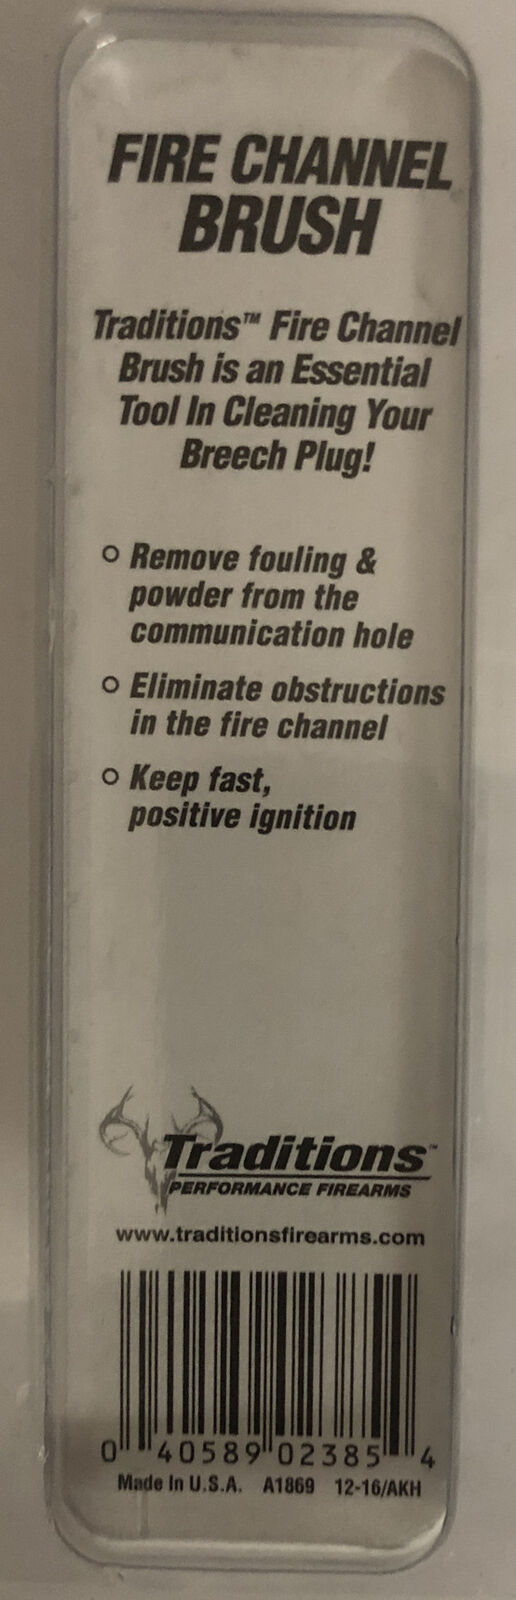 FIRE CHANNEL
BRUSH
Traditions™ Fire Channel
Brush is an Essential
Tool In Cleaning Your
Breech Plug!
Remove fouling &
powder from the
communication hole
Eliminate obstructions
in the fire channel
Keep fast,
positive ignition
Traditions™
PERFORMANCE FIREARMS
www.traditionsfirearms.com
0 40589 02385 4
Made In U.S.A. A1869 12-16/AKH